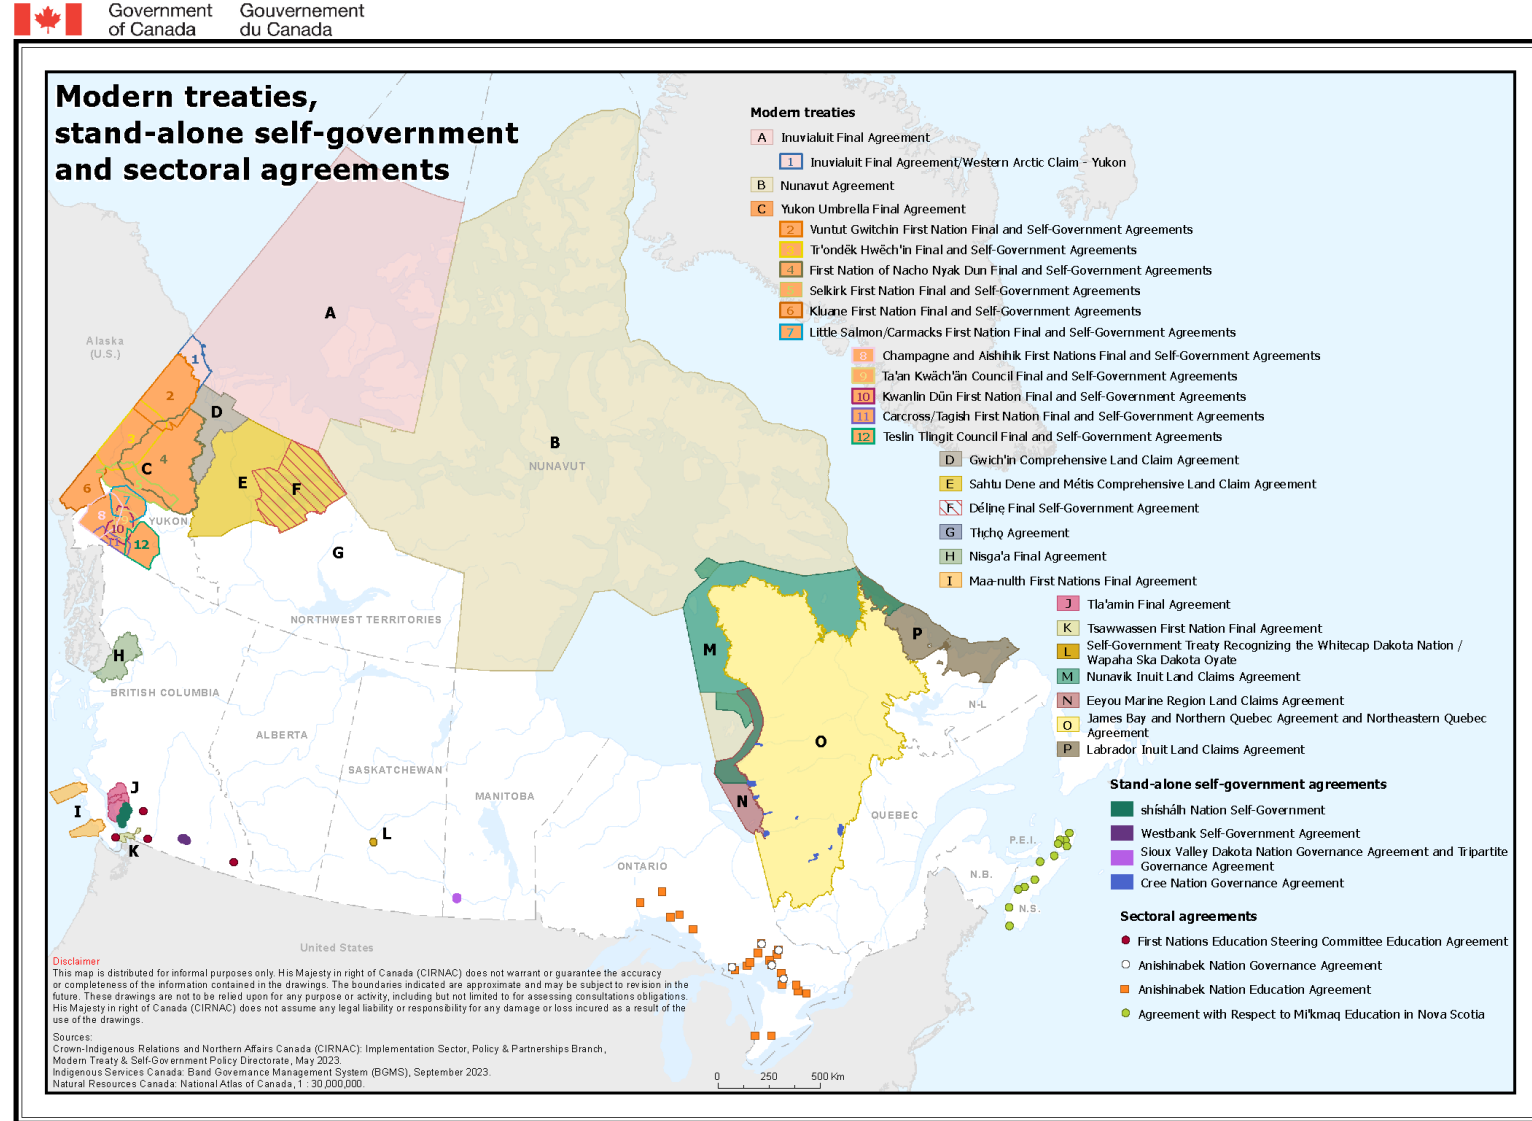 Government of Canada
Gouvernement du Canada
Modern treaties,
stand-alone self-government
and sectoral agreements
Modern treaties
A Inuvialuit Final Agreement
1 Inuvialuit Final Agreement/Western Arctic Claim - Yukon
B Nunavut Agreement
C Yukon Umbrella Final Agreement
2 Vuntut Gwitchin First Nation Final and Self-Government Agreements
3 Tr'ondëk Hwëch'in Final and Self-Government Agreements
4 First Nation of Nacho Nyak Dun Final and Self-Government Agreements
5 Selkirk First Nation Final and Self-Government Agreements
6 Kluane First Nation Final and Self-Government Agreements
7 Little Salmon/Carmacks First Nation Final and Self-Government Agreements
8 Champagne and Aishihik First Nations Final and Self-Government Agreements
9 Ta'an Kwäch'än Council Final and Self-Government Agreements
10 Kwanlin Dün First Nation Final and Self-Government Agreements
11 Carcross/Tagish First Nation Final and Self-Government Agreements
12 Teslin Tlingit Council Final and Self-Government Agreements
D Gwich'in Comprehensive Land Claim Agreement
E Sahtu Dene and Métis Comprehensive Land Claim Agreement
F Délįnę Final Self-Government Agreement
G Tłįchǫ Agreement
H Nisga'a Final Agreement
I Maa-nulth First Nations Final Agreement
J Tla'amin Final Agreement
K Tsawwassen First Nation Final Agreement
L Self-Government Treaty Recognizing the Whitecap Dakota Nation /
Wapaha Ska Dakota Oyate
M Nunavik Inuit Land Claims Agreement
N Eeyou Marine Region Land Claims Agreement
O James Bay and Northern Quebec Agreement and Northeastern Quebec
Agreement
P Labrador Inuit Land Claims Agreement
Stand-alone self-government agreements
shíshálh Nation Self-Government
Westbank Self-Government Agreement
Sioux Valley Dakota Nation Governance Agreement and Tripartite
Governance Agreement
Cree Nation Governance Agreement
Sectoral agreements
First Nations Education Steering Committee Education Agreement
Anishinabek Nation Governance Agreement
Anishinabek Nation Education Agreement
Agreement with Respect to Mi'kmaq Education in Nova Scotia
A
Alaska
(U.S.)
1
2
D
3
C
4
B
NUNAVUT
E
F
5
6
7
8
10
YUKON
11
12
G
NORTHWEST TERRITORIES
H
BRITISH COLUMBIA
M
P
N-L
ALBERTA
SASKATCHEWAN
MANITOBA
O
J
I
K
L
N
QUEBEC
ONTARIO
P.E.I.
N.B.
N.S.
United States
Disclaimer
This map is distributed for informal purposes only. His Majesty in right of Canada (CIRNAC) does not warrant or guarantee the accuracy
or completeness of the information contained in the drawings. The boundaries indicated are approximate and may be subject to revision in the
future. These drawings are not to be relied upon for any purpose or activity, including but not limited to for assessing consultations obligations.
His Majesty in right of Canada (CIRNAC) does not assume any legal liability or responsibility for any damage or loss incured as a result of the
use of the drawings.
Sources:
Crown-Indigenous Relations and Northern Affairs Canada (CIRNAC): Implementation Sector, Policy & Partnerships Branch,
Modern Treaty & Self-Government Policy Directorate, May 2023.
Indigenous Services Canada: Band Governance Management System (BGMS), September 2023.
Natural Resources Canada: National Atlas of Canada, 1 : 30,000,000.
0 250 500 Km